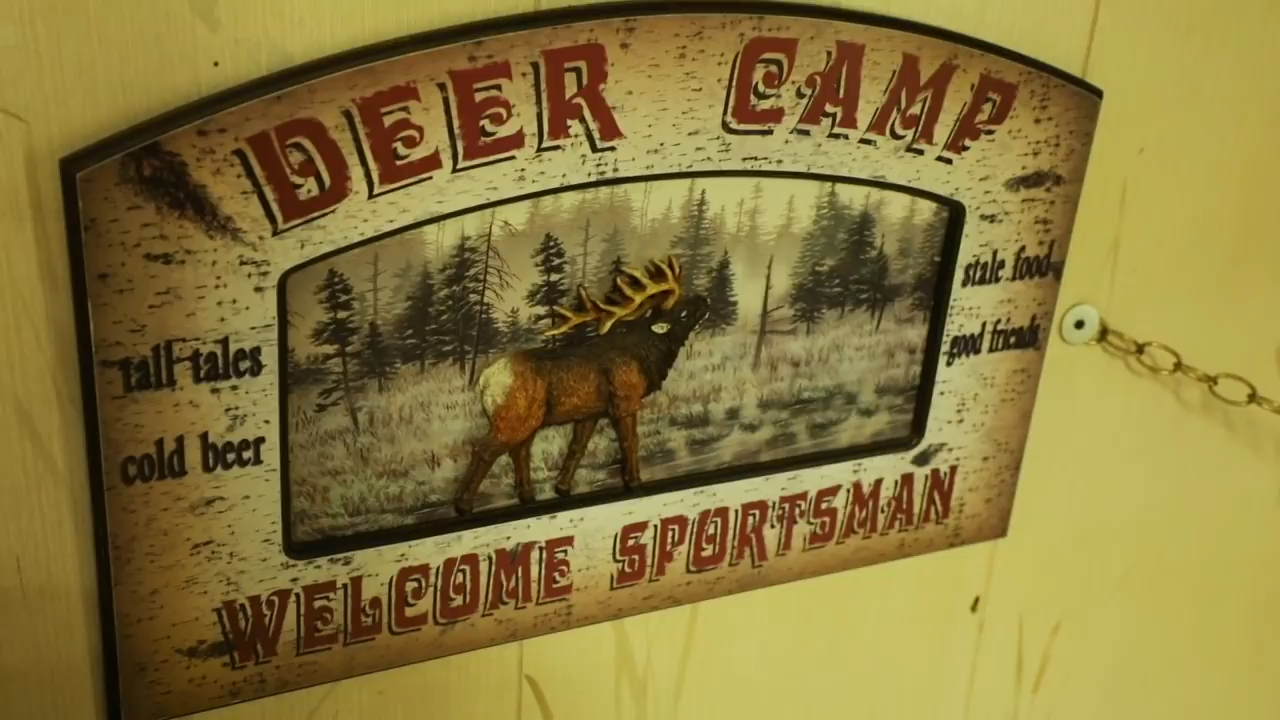 DEER CAMP
tall tales
cold beer
stale food
good friends
WELCOME SPORTSMAN